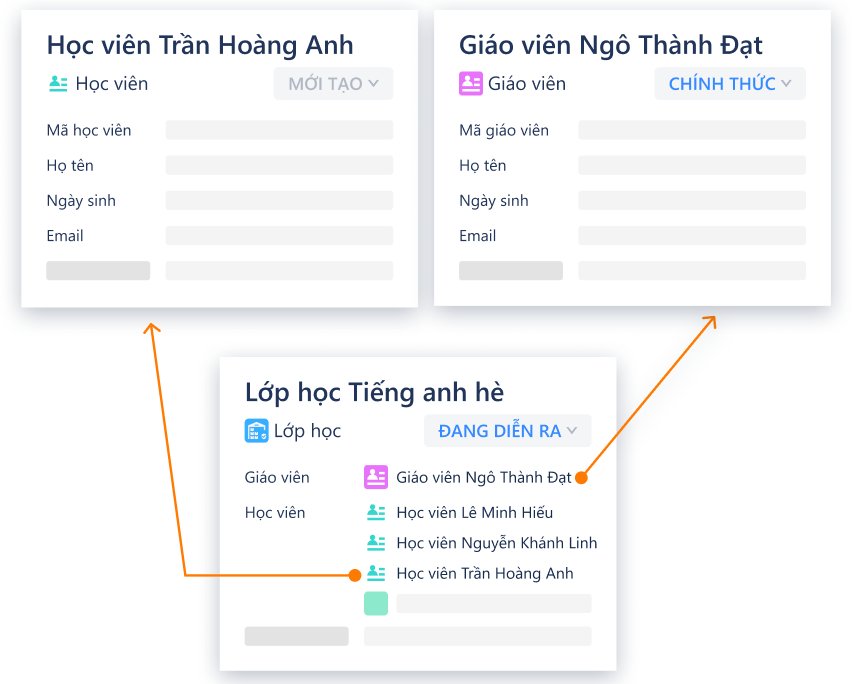 Học viên Trần Hoàng Anh
Học viên
MỚI TẠO
Mã học viên
Họ tên
Ngày sinh
Email
Giáo viên Ngô Thành Đạt
Giáo viên
CHÍNH THỨC
Mã giáo viên
Họ tên
Ngày sinh
Email
Lớp học Tiếng anh hè
Lớp học
ĐANG DIỄN RA
Giáo viên
Giáo viên Ngô Thành Đạt
Học viên
Học viên Lê Minh Hiếu
Học viên Nguyễn Khánh Linh
Học viên Trần Hoàng Anh